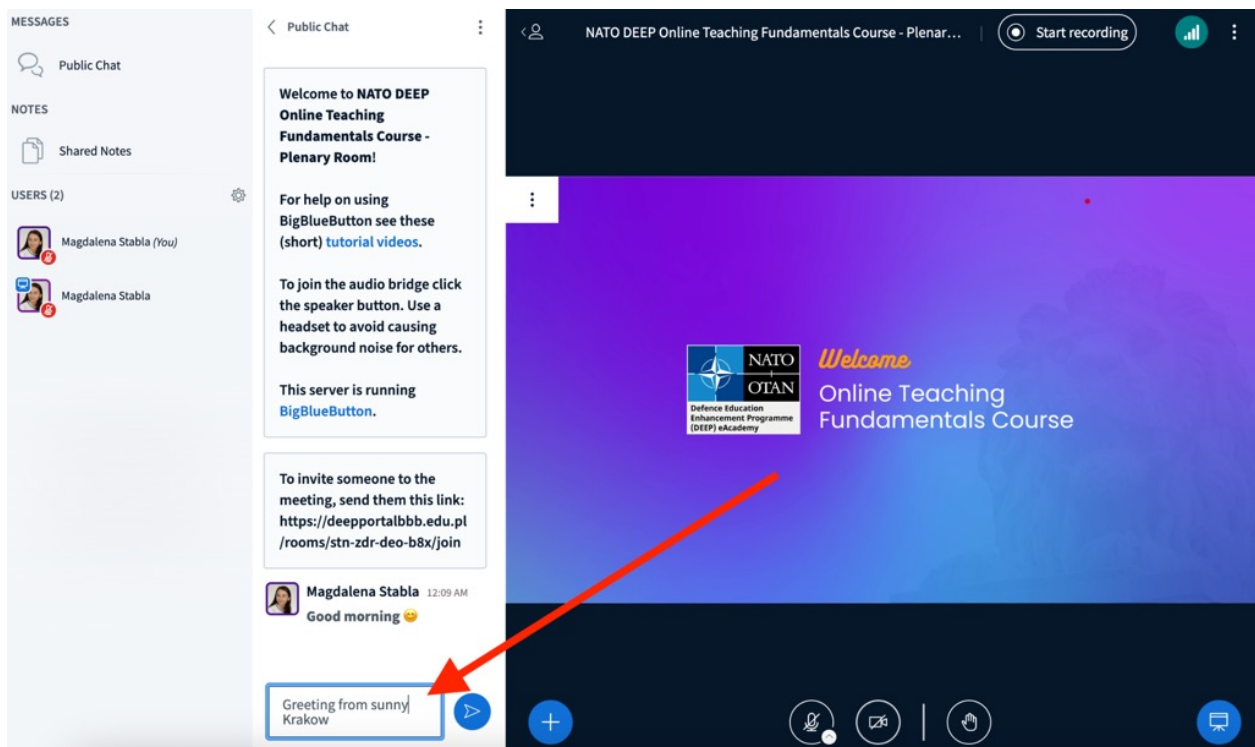 MESSAGES
Public Chat
NOTES
Shared Notes
USERS (2)
Magdalena Stabla (You)
Magdalena Stabla
Public Chat
Welcome to NATO DEEP
Online Teaching
Fundamentals Course -
Plenary Room!
For help on using
BigBlueButton see these
(short) tutorial videos.
To join the audio bridge click
the speaker button. Use a
headset to avoid causing
background noise for others.
This server is running
BigBlueButton.
To invite someone to the
meeting, send them this link:
https://deepportalbbb.edu.pl
/rooms/stn-zdr-deo-b8x/join
Magdalena Stabla 12:09 AM
Good morning 😊
Greeting from sunny
Krakow
NATO DEEP Online Teaching Fundamentals Course - Plenar...
Start recording
NATO
OTAN
Defence Education
Enhancement Programme
(DEEP) eAcademy
Welcome
Online Teaching
Fundamentals Course